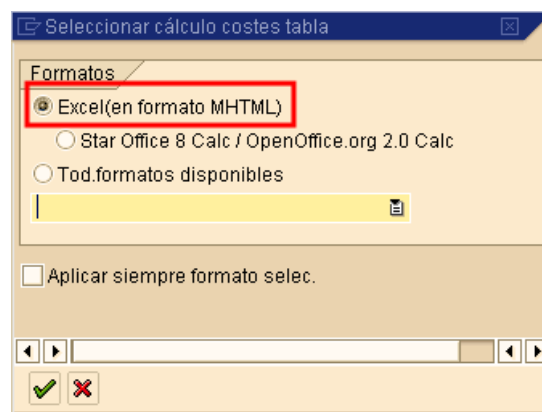 Seleccionar cálculo costes tabla
Formatos
Excel(en formato MHTML)
Star Office 8 Calc / OpenOffice.org 2.0 Calc
Tod.formatos disponibles
Aplicar siempre formato selec.